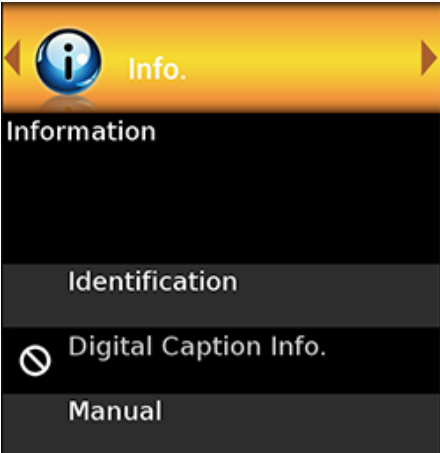 Info.
Information
Identification
Digital Caption Info.
Manual